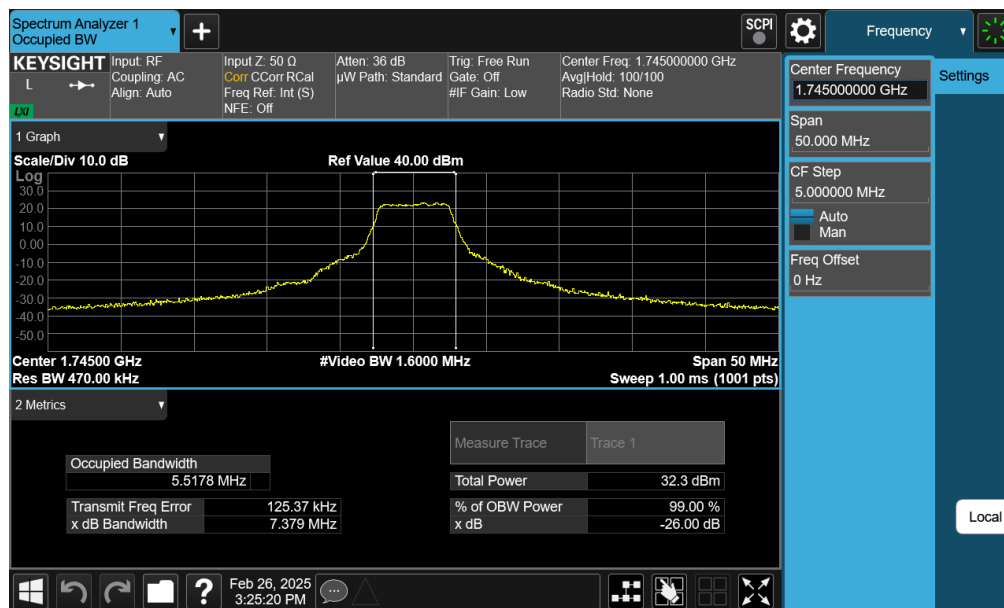 Spectrum Analyzer 1
Occupied BW
+
SCPI
Frequency
KEYSIGHT
L
LXI
Input: RF
Coupling: AC
Align: Auto
Input Z: 50 Ω
Corr CCorr RCal
Freq Ref: Int (S)
NFE: Off
Atten: 36 dB
µW Path: Standard
Trig: Free Run
Gate: Off
#IF Gain: Low
Center Freq: 1.745000000 GHz
Avg|Hold: 100/100
Radio Std: None
Center Frequency
1.745000000 GHz
Settings
Span
50.000 MHz
CF Step
5.000000 MHz
Auto
Man
Freq Offset
0 Hz
1 Graph
Scale/Div 10.0 dB
Ref Value 40.00 dBm
Log
30.0
20.0
10.0
0.00
-10.0
-20.0
-30.0
-40.0
-50.0
Center 1.74500 GHz
#Video BW 1.6000 MHz
Span 50 MHz
Res BW 470.00 kHz
Sweep 1.00 ms (1001 pts)
2 Metrics
Measure Trace
Trace 1
Occupied Bandwidth
5.5178 MHz
Total Power
32.3 dBm
Transmit Freq Error
125.37 kHz
% of OBW Power
99.00 %
x dB Bandwidth
7.379 MHz
x dB
-26.00 dB
Local
?
Feb 26, 2025
3:25:20 PM